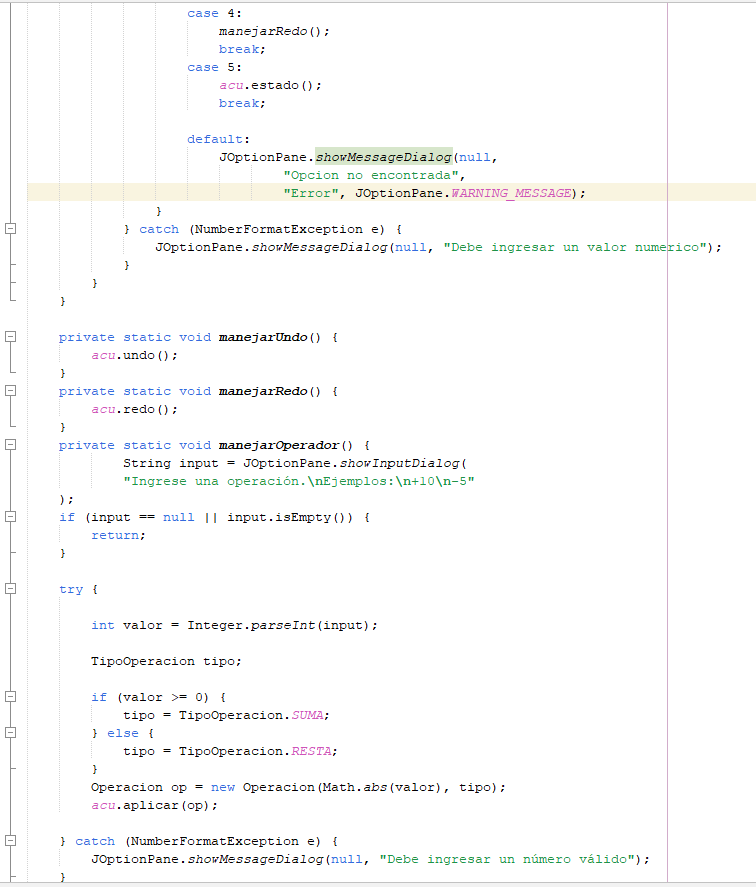 case 4:
manejarRedo();
break;
case 5:
acu.estado();
break;
default:
JOptionPane.showMessageDialog(null,
"Opcion no encontrada",
"Error", JOptionPane.WARNING_MESSAGE);
}
} catch (NumberFormatException e) {
JOptionPane.showMessageDialog(null, "Debe ingresar un valor numerico");
}
}
}
private static void manejarUndo() {
acu.undo();
}
private static void manejarRedo() {
acu.redo();
}
private static void manejarOperador() {
String input = JOptionPane.showInputDialog(
"Ingrese una operación.\nEjemplos:\n+10\n-5"
);
if (input == null || input.isEmpty()) {
return;
}
try {
int valor = Integer.parseInt(input);
TipoOperacion tipo;
if (valor >= 0) {
tipo = TipoOperacion.SUMA;
} else {
tipo = TipoOperacion.RESTA;
}
Operacion op = new Operacion(Math.abs(valor), tipo);
acu.aplicar(op);
} catch (NumberFormatException e) {
JOptionPane.showMessageDialog(null, "Debe ingresar un número válido");
}